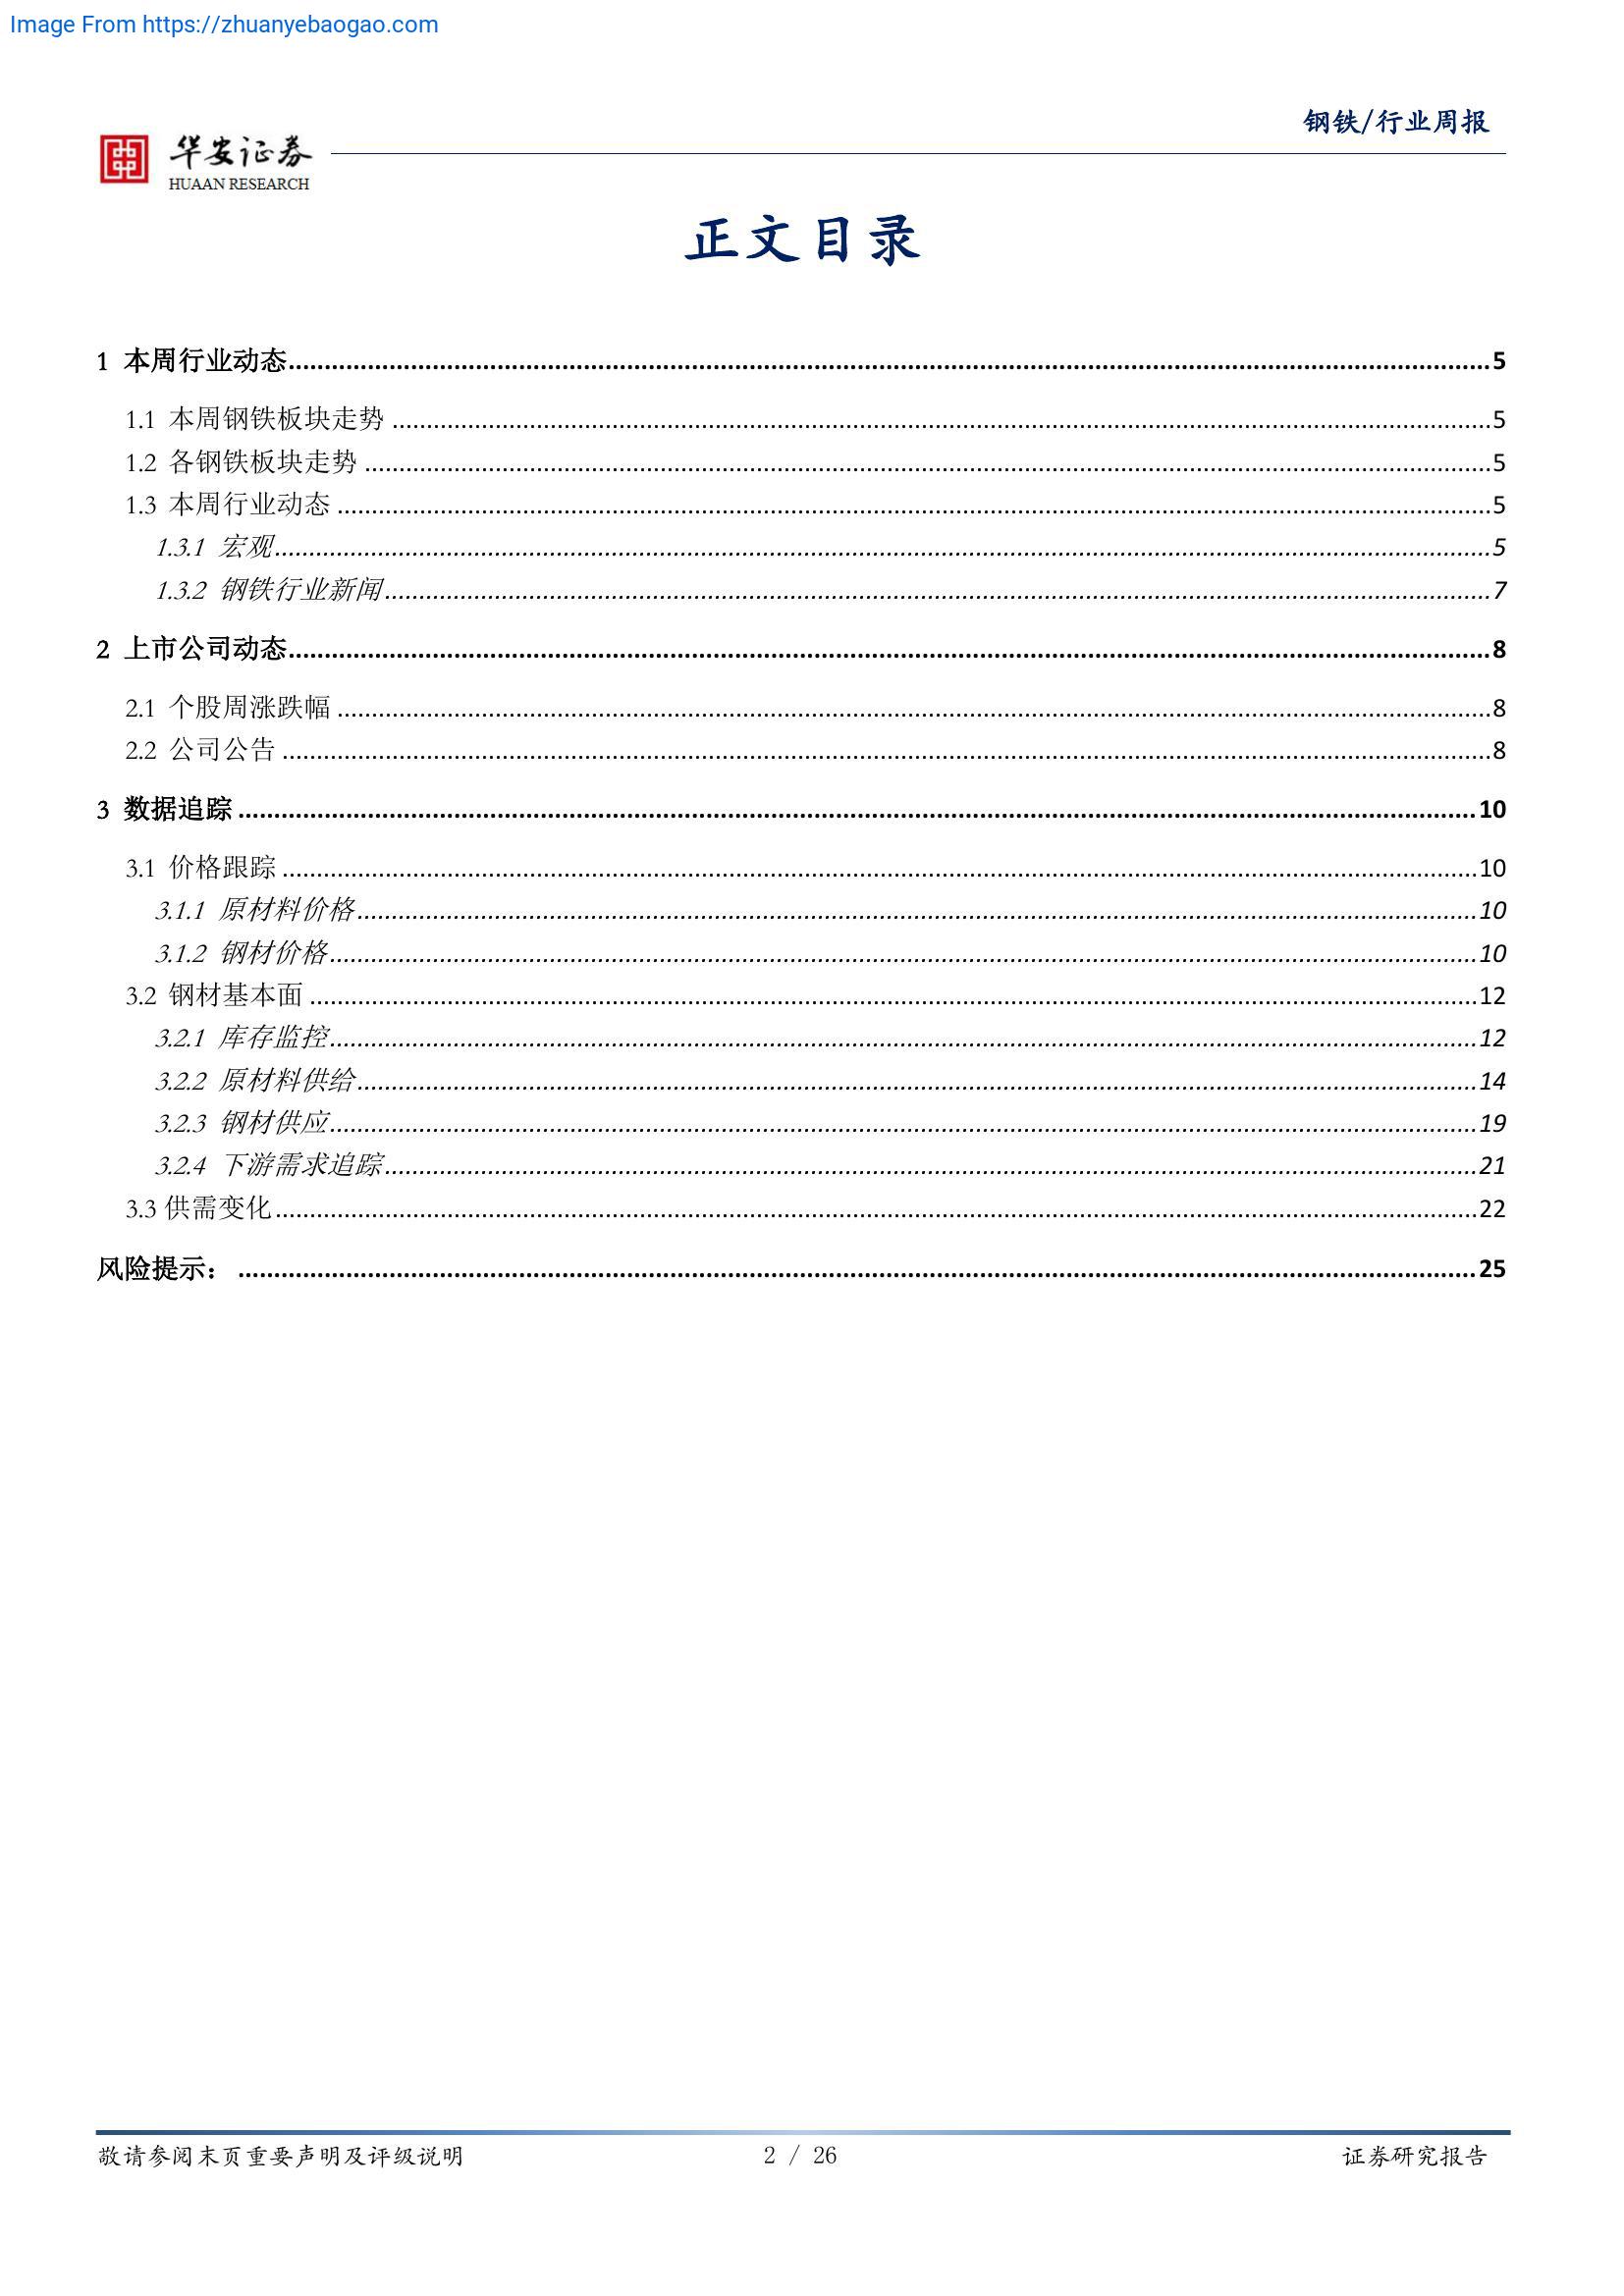 Image From https://zhuanyebaogao.com
钢铁/行业周报
华安证券
HUAAN RESEARCH
正文目录
1 本周行业动态........................................5
1.1 本周钢铁板块走势........................................5
1.2 各钢铁板块走势........................................5
1.3 本周行业动态........................................5
1.3.1 宏观........................................5
1.3.2 钢铁行业新闻........................................7
2 上市公司动态........................................8
2.1 个股周涨跌幅........................................8
2.2 公司公告........................................8
3 数据追踪........................................10
3.1 价格跟踪........................................10
3.1.1 原材料价格........................................10
3.1.2 钢材价格........................................10
3.2 钢材基本面........................................12
3.2.1 库存监控........................................12
3.2.2 原材料供给........................................14
3.2.3 钢材供应........................................19
3.2.4 下游需求追踪........................................21
3.3供需变化........................................22
风险提示：........................................25
敬请参阅末页重要声明及评级说明 2 / 26 证券研究报告